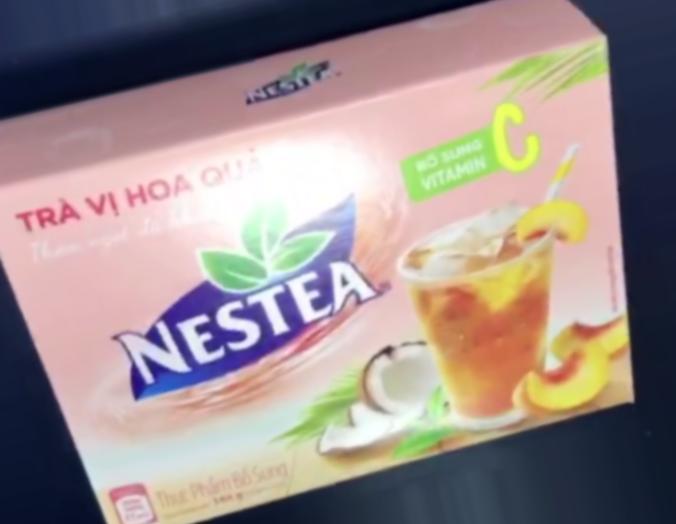 NESTEA
TRÀ VỊ HOA QUẢ
BỔ SUNG
VITAMIN C
NESTEA
Thực Phẩm Bổ Sung